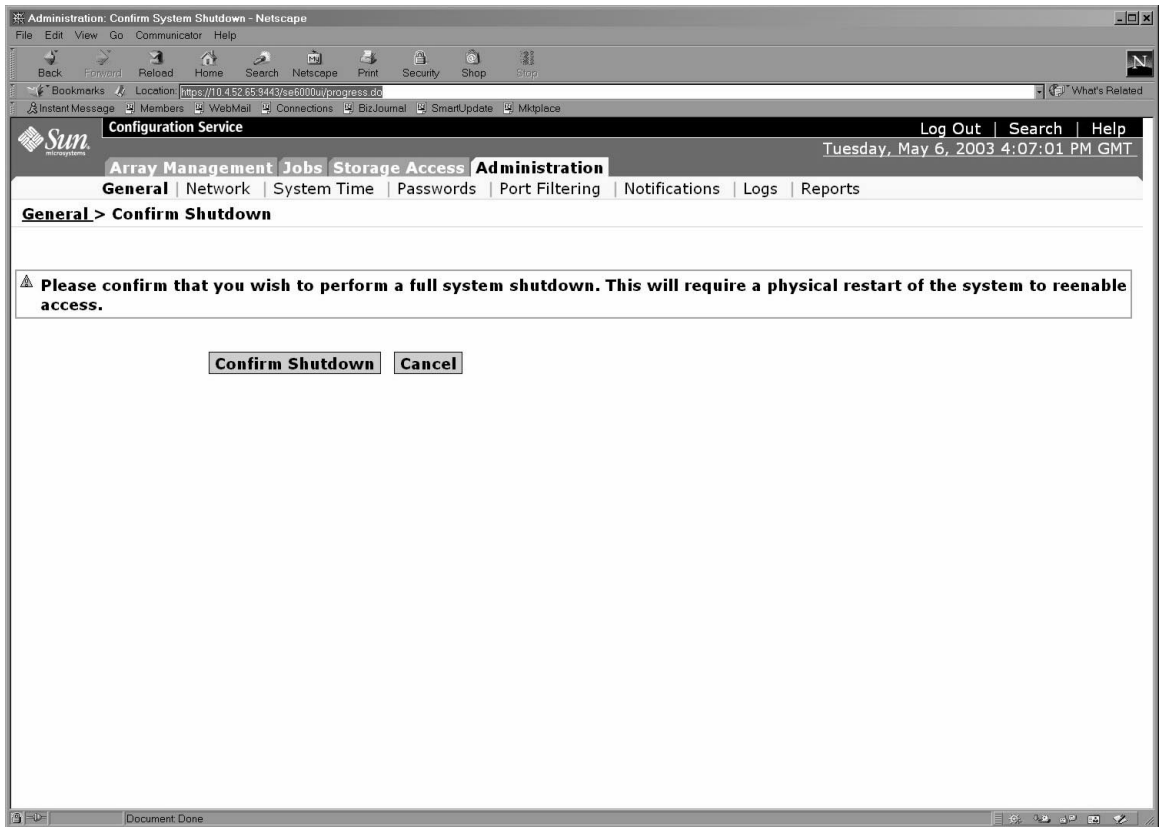 Administration: Confirm System Shutdown - Netscape
File Edit View Go Communicator Help
Back Forward Reload Home Search Netscape Print Security Shop Stop
My
N
Bookmarks Location: https://10.4.52.65:9443/se6000ui/progress.do What's Related
Instant Message Members WebMail Connections BizJournal SmartUpdate Mktplace
Sun
microsystems
Configuration Service
Log Out | Search | Help
Tuesday, May 6, 2003 4:07:01 PM GMT
Array Management Jobs Storage Access Administration
General | Network | System Time | Passwords | Port Filtering | Notifications | Logs | Reports
General > Confirm Shutdown
Please confirm that you wish to perform a full system shutdown. This will require a physical restart of the system to reenable
access.
Confirm Shutdown Cancel
Document: Done